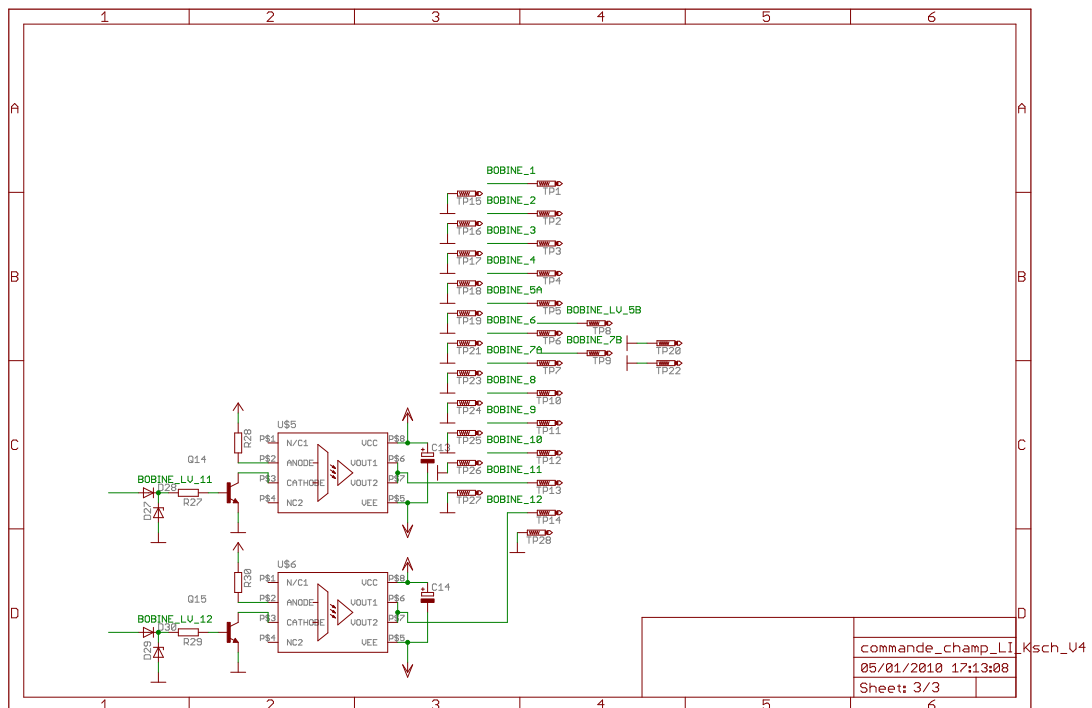 1 2 3 4 5 6
A A
BOBINE_1
TP1
TP15 BOBINE_2
TP2
TP16 BOBINE_3
TP3
B B
TP17 BOBINE_4
TP4
TP18 BOBINE_5A
TP5 BOBINE_LV_5B
TP19 BOBINE_6 TP8
TP6 BOBINE_7B
TP21 BOBINE_7A TP20
TP9
TP7 TP22
TP23 BOBINE_8
TP10
TP24 BOBINE_9
TP11
U$5
R28 P$1 N/C1 VCC P$8 C13 TP25 BOBINE_10
C C
TP12
Q14 P$2 ANODE VOUT1 P$6
TP26 BOBINE_11
BOBINE_LV_11 P$3 CATHODE VOUT2 P$7
D28 TP13
R27 P$4 NC2 VEE P$5 TP27 BOBINE_12
D27
TP14
TP28
U$6
R30 P$1 N/C1 VCC P$8 C14
Q15 P$2 ANODE VOUT1 P$6
D D
BOBINE_LV_12 P$3 CATHODE VOUT2 P$7
D30
R29 P$4 NC2 VEE P$5
D29
commande_champ_LI_Ksch_V4
05/01/2010 17:13:08
Sheet: 3/3
1 2 3 4 5 6